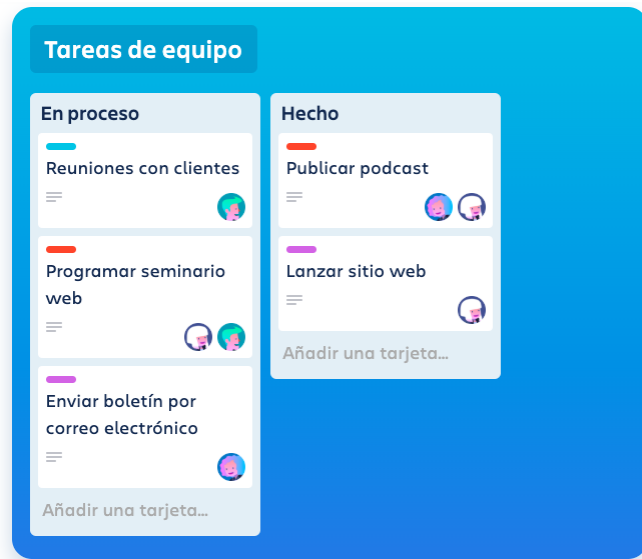 Tareas de equipo
En proceso
Reuniones con clientes
Programar seminario
web
Enviar boletín por
correo electrónico
Añadir una tarjeta...
Hecho
Publicar podcast
Lanzar sitio web
Añadir una tarjeta...